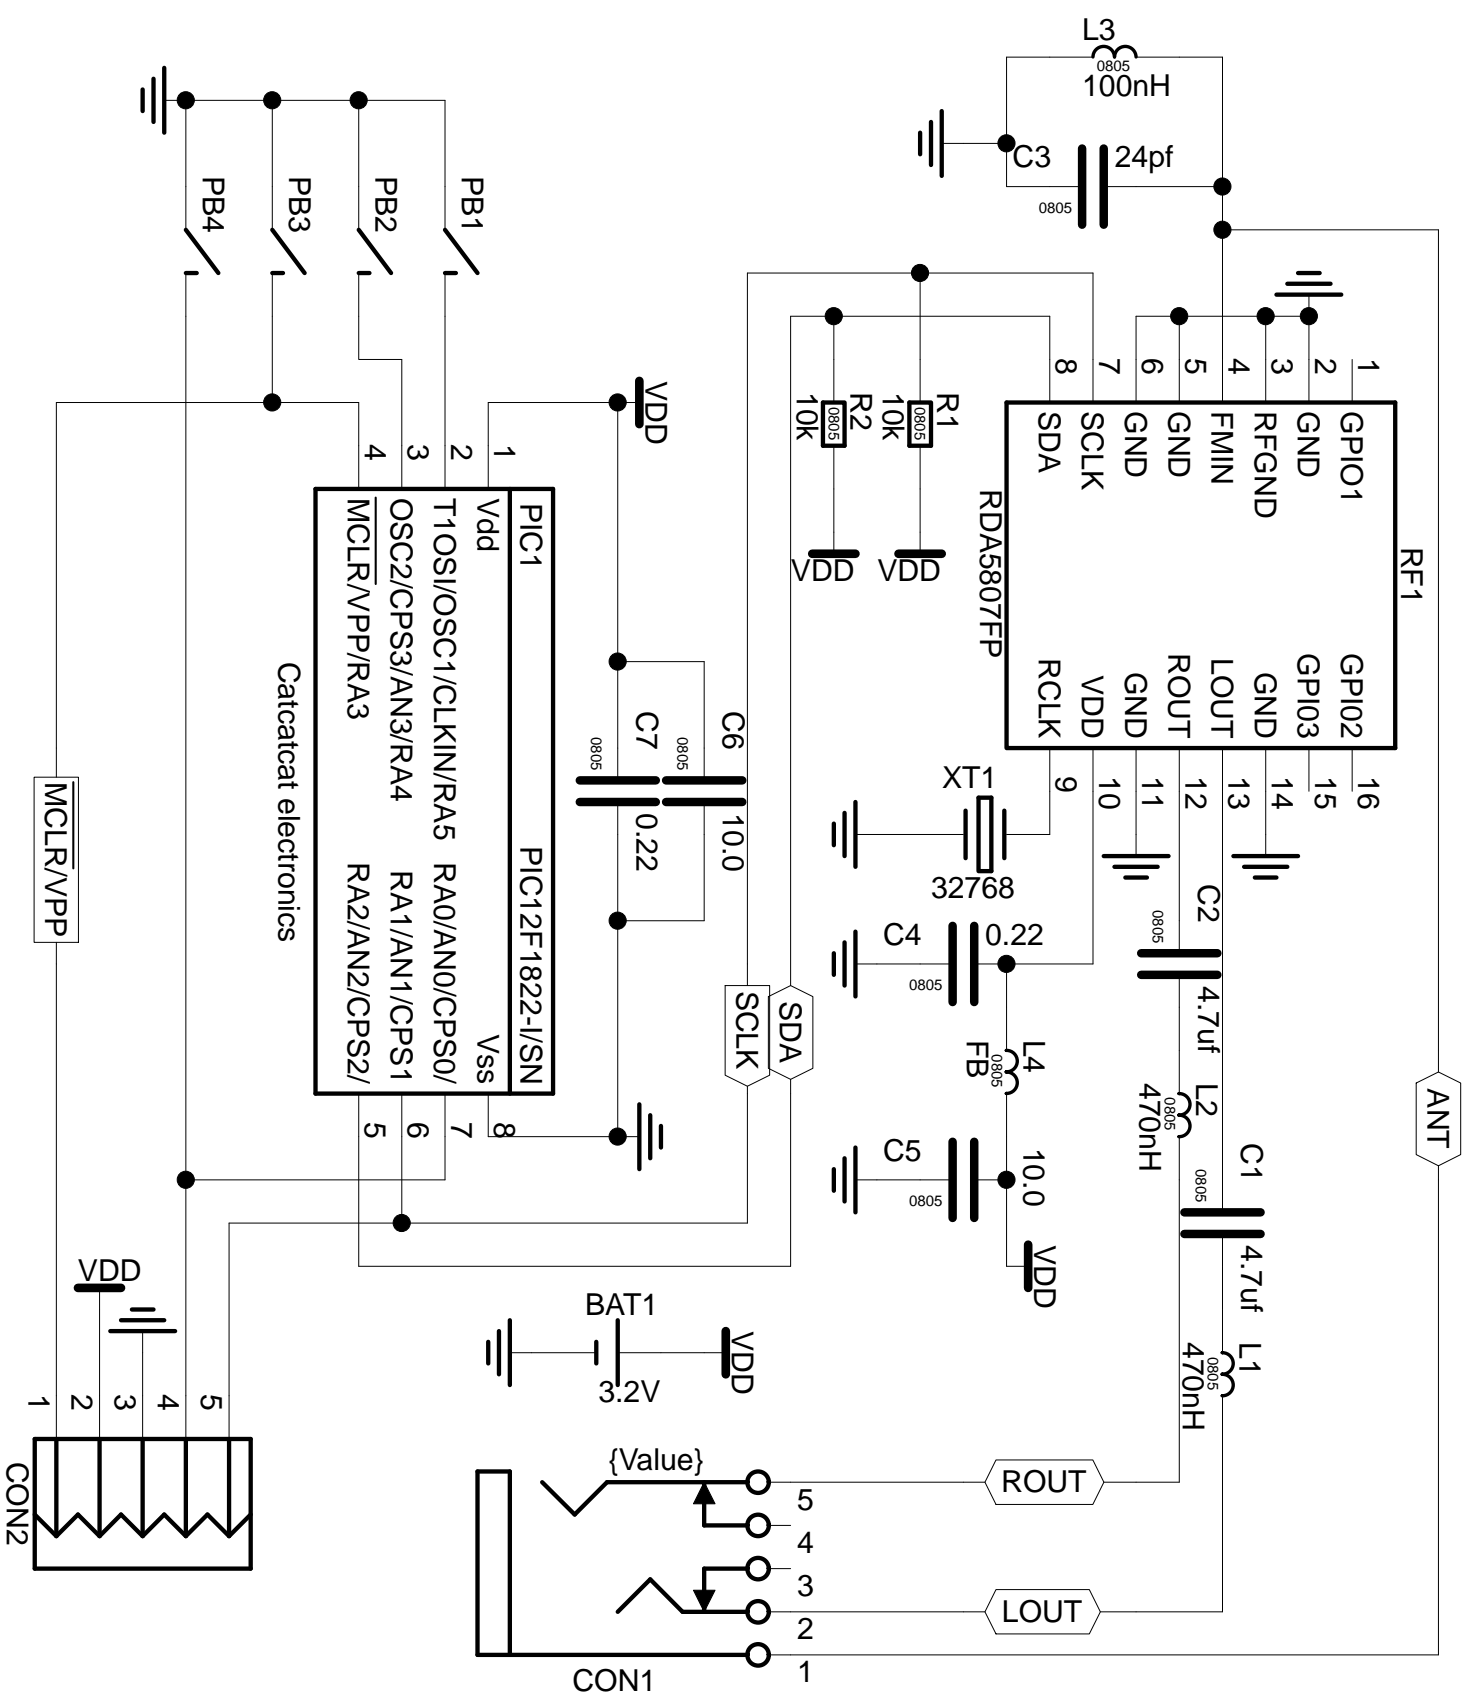 L3
0805
100nH
C3
24pf
0805
PB4
PB3
PB2
PB1
8
7
6
5
4
3
2
1
SDA
SCLK
GND
GND
FMIN
RFGND
GND
GPIO1
RF1
RDA5807FP
RCLK
VDD
GND
ROUT
LOUT
GND
GPI03
GPI02
9
10
11
12
13
14
15
16
R2
0805
10k
R1
0805
10k
VDD
VDD
VDD
4
3
2
1
PIC1
Vdd
T1OSI/OSC1/CLKIN/RA5
OSC2/CPS3/AN3/RA4
MCLR/VPP/RA3
PIC12F1822-I/SN
Vss
RA0/AN0/CPS0/
RA1/AN1/CPS1
RA2/AN2/CPS2/
Catcatcat electronics
5
6
7
8
C7
0805
0.22
C6
0805
10.0
MCLR/VPP
XT1
32768
C4
0.22
0805
L4
0805
FB
C5
10.0
0805
VDD
C2
0805
4.7uf
L2
0805
470nH
C1
0805
4.7uf
L1
0805
470nH
ANT
SCLK
SDA
VDD
BAT1
3.2V
VDD
1
2
3
4
5
CON2
{Value}
5
4
3
2
1
CON1
ROUT
LOUT